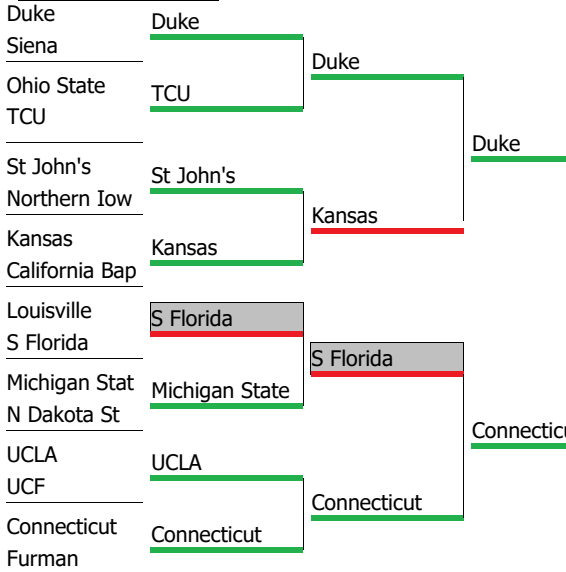 Duke
Siena
Ohio State
TCU
St John's
Northern Iow
Kansas
California Bap
Louisville
S Florida
Michigan Stat
N Dakota St
UCLA
UCF
Connecticut
Furman
Duke
TCU
St John's
Kansas
S Florida
Michigan State
UCLA
Connecticut
Duke
Kansas
S Florida
Connecticut
Duke
Connectic